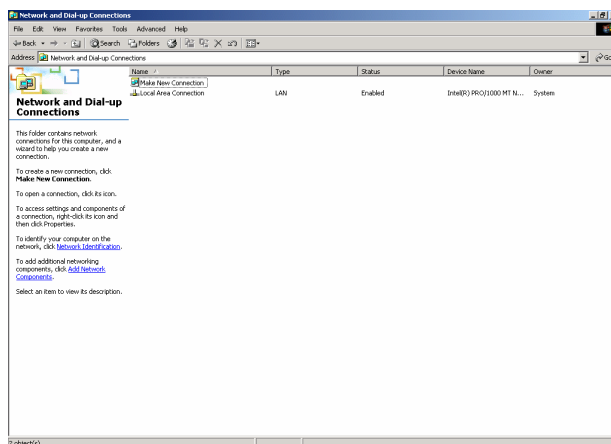 Network and Dial-up Connections
File Edit View Favorites Tools Advanced Help
Back Search Folders
Address Network and Dial-up Connections Go
Name Type Status Device Name Owner
Make New Connection
Local Area Connection LAN Enabled Intel(R) PRO/1000 MT N... System
Network and Dial-up
Connections
This folder contains network
connections for this computer, and a
wizard to help you create a new
connection.
To create a new connection, click
Make New Connection.
To open a connection, click its icon.
To access settings and components of
a connection, right-click its icon and
then click Properties.
To identify your computer on the
network, click Network Identification.
To add additional networking
components, click Add Network
Components.
Select an item to view its description.
2 object(s)